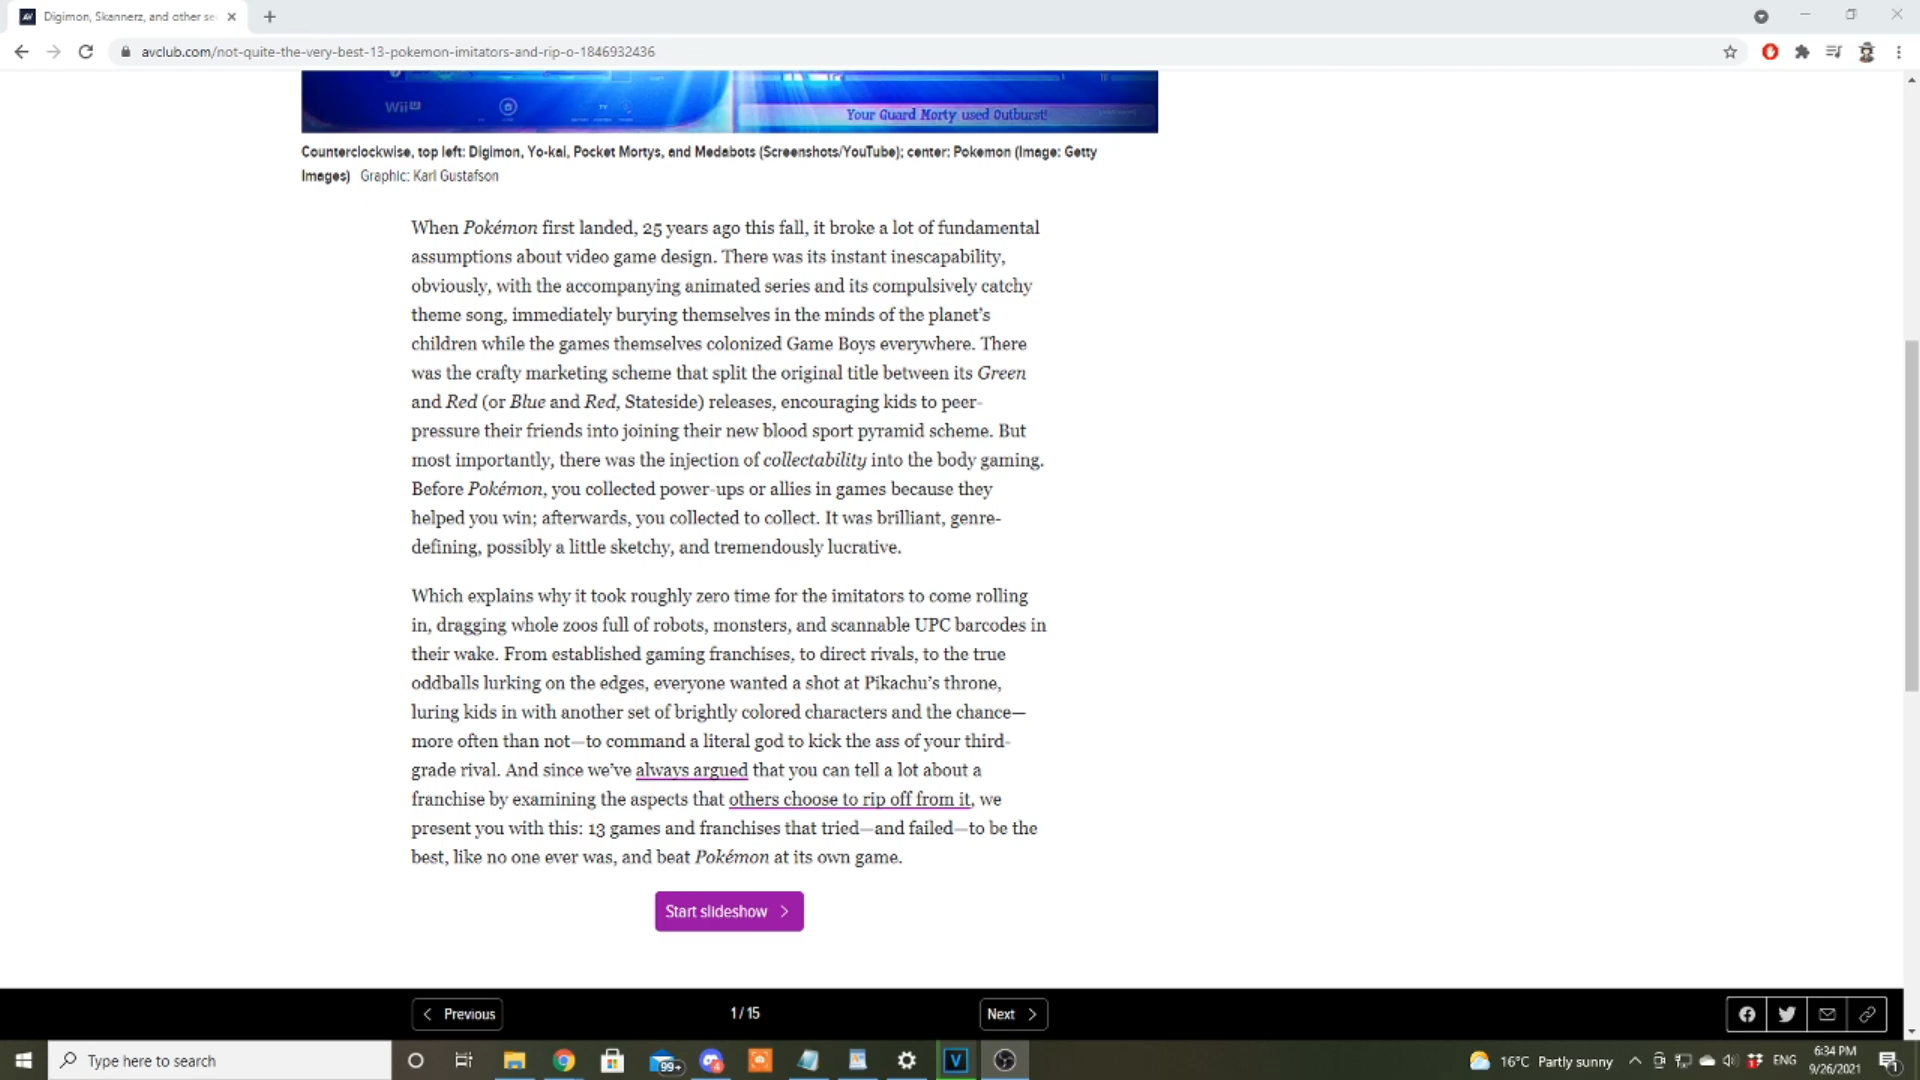 Digimon, Skannerz, and other se
avclub.com/not-quite-the-very-best-13-pokemon-imitators-and-rip-o-1846932436
Wii U
TV
Your Guard Morty used Outburst!
Counterclockwise, top left: Digimon, Yo-kai, Pocket Mortys, and Medabots (Screenshots/YouTube); center: Pokemon (Image: Getty
Images) Graphic: Karl Gustafson
When Pokémon first landed, 25 years ago this fall, it broke a lot of fundamental
assumptions about video game design. There was its instant inescapability,
obviously, with the accompanying animated series and its compulsively catchy
theme song, immediately burying themselves in the minds of the planet's
children while the games themselves colonized Game Boys everywhere. There
was the crafty marketing scheme that split the original title between its Green
and Red (or Blue and Red, Stateside) releases, encouraging kids to peer-
pressure their friends into joining their new blood sport pyramid scheme. But
most importantly, there was the injection of collectability into the body gaming.
Before Pokémon, you collected power-ups or allies in games because they
helped you win; afterwards, you collected to collect. It was brilliant, genre-
defining, possibly a little sketchy, and tremendously lucrative.
Which explains why it took roughly zero time for the imitators to come rolling
in, dragging whole zoos full of robots, monsters, and scannable UPC barcodes in
their wake. From established gaming franchises, to direct rivals, to the true
oddballs lurking on the edges, everyone wanted a shot at Pikachu's throne,
luring kids in with another set of brightly colored characters and the chance—
more often than not—to command a literal god to kick the ass of your third-
grade rival. And since we've always argued that you can tell a lot about a
franchise by examining the aspects that others choose to rip off from it, we
present you with this: 13 games and franchises that tried—and failed—to be the
best, like no one ever was, and beat Pokémon at its own game.
Start slideshow
Previous
1 / 15
Next
Type here to search
99+
V
16°C Partly sunny
ENG
6:34 PM
9/26/2021
1